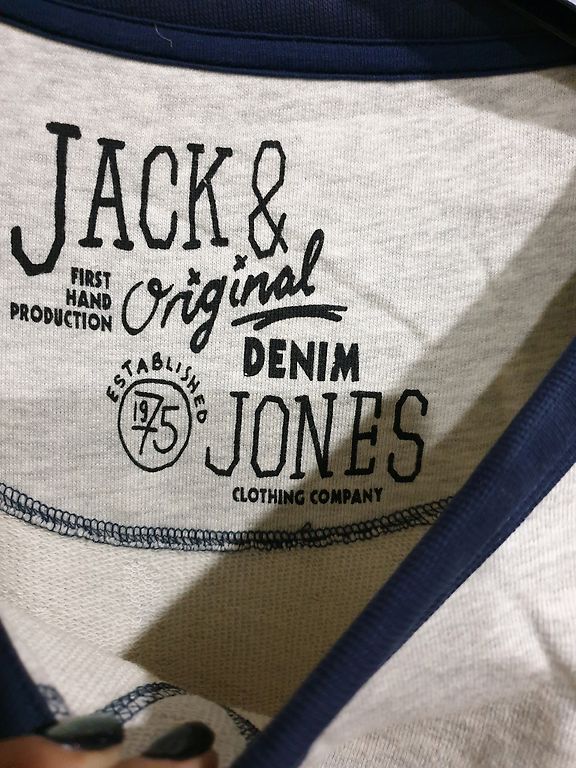 JACK &
FIRST
HAND
PRODUCTION
Original
DENIM
ESTABLISHED
1975
JONES
CLOTHING COMPANY